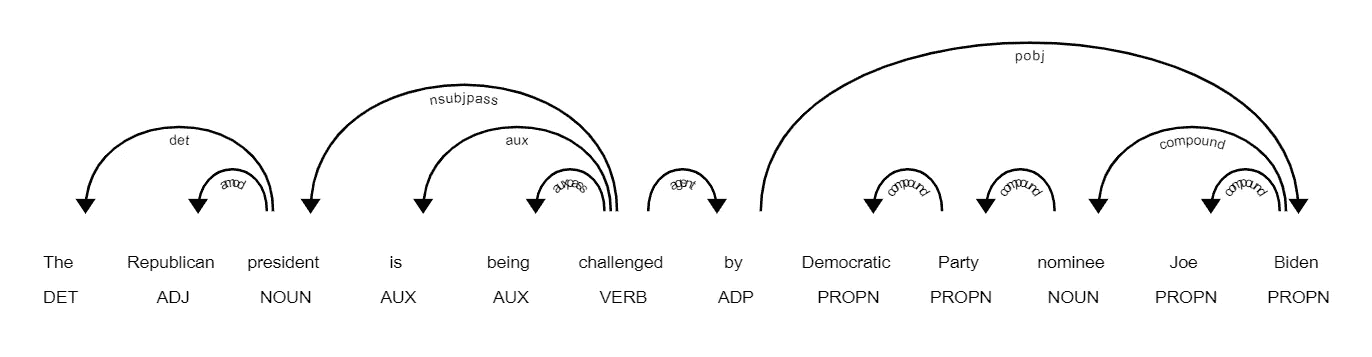 pobj
nsubjpass
det aux compound
amod auxpass agent compound compound compound
The Republican president is being challenged by Democratic Party nominee Joe Biden
DET ADJ NOUN AUX AUX VERB ADP PROPN PROPN NOUN PROPN PROPN